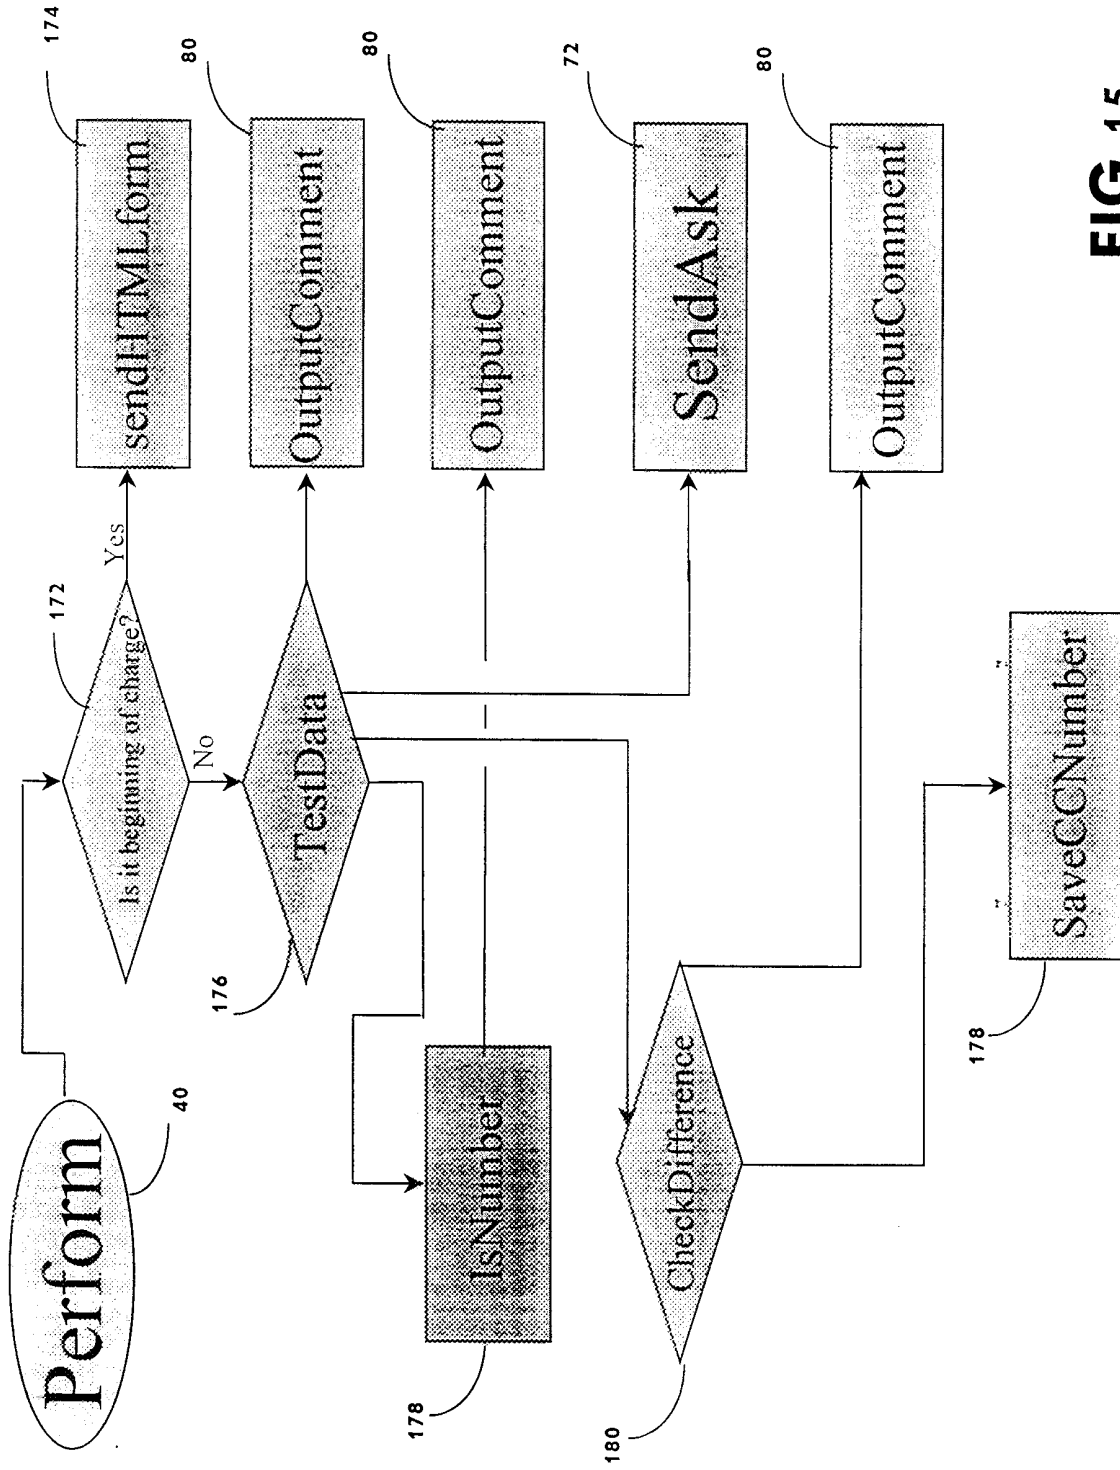 Perform
40
Is it beginning of charge?
172
Yes
No
sendHTMLform
174
TestData
176
OutputComment
80
IsNumber
178
OutputComment
80
SendAsk
72
CheckDifference
180
OutputComment
80
SaveCCNumber
178
FIG 15